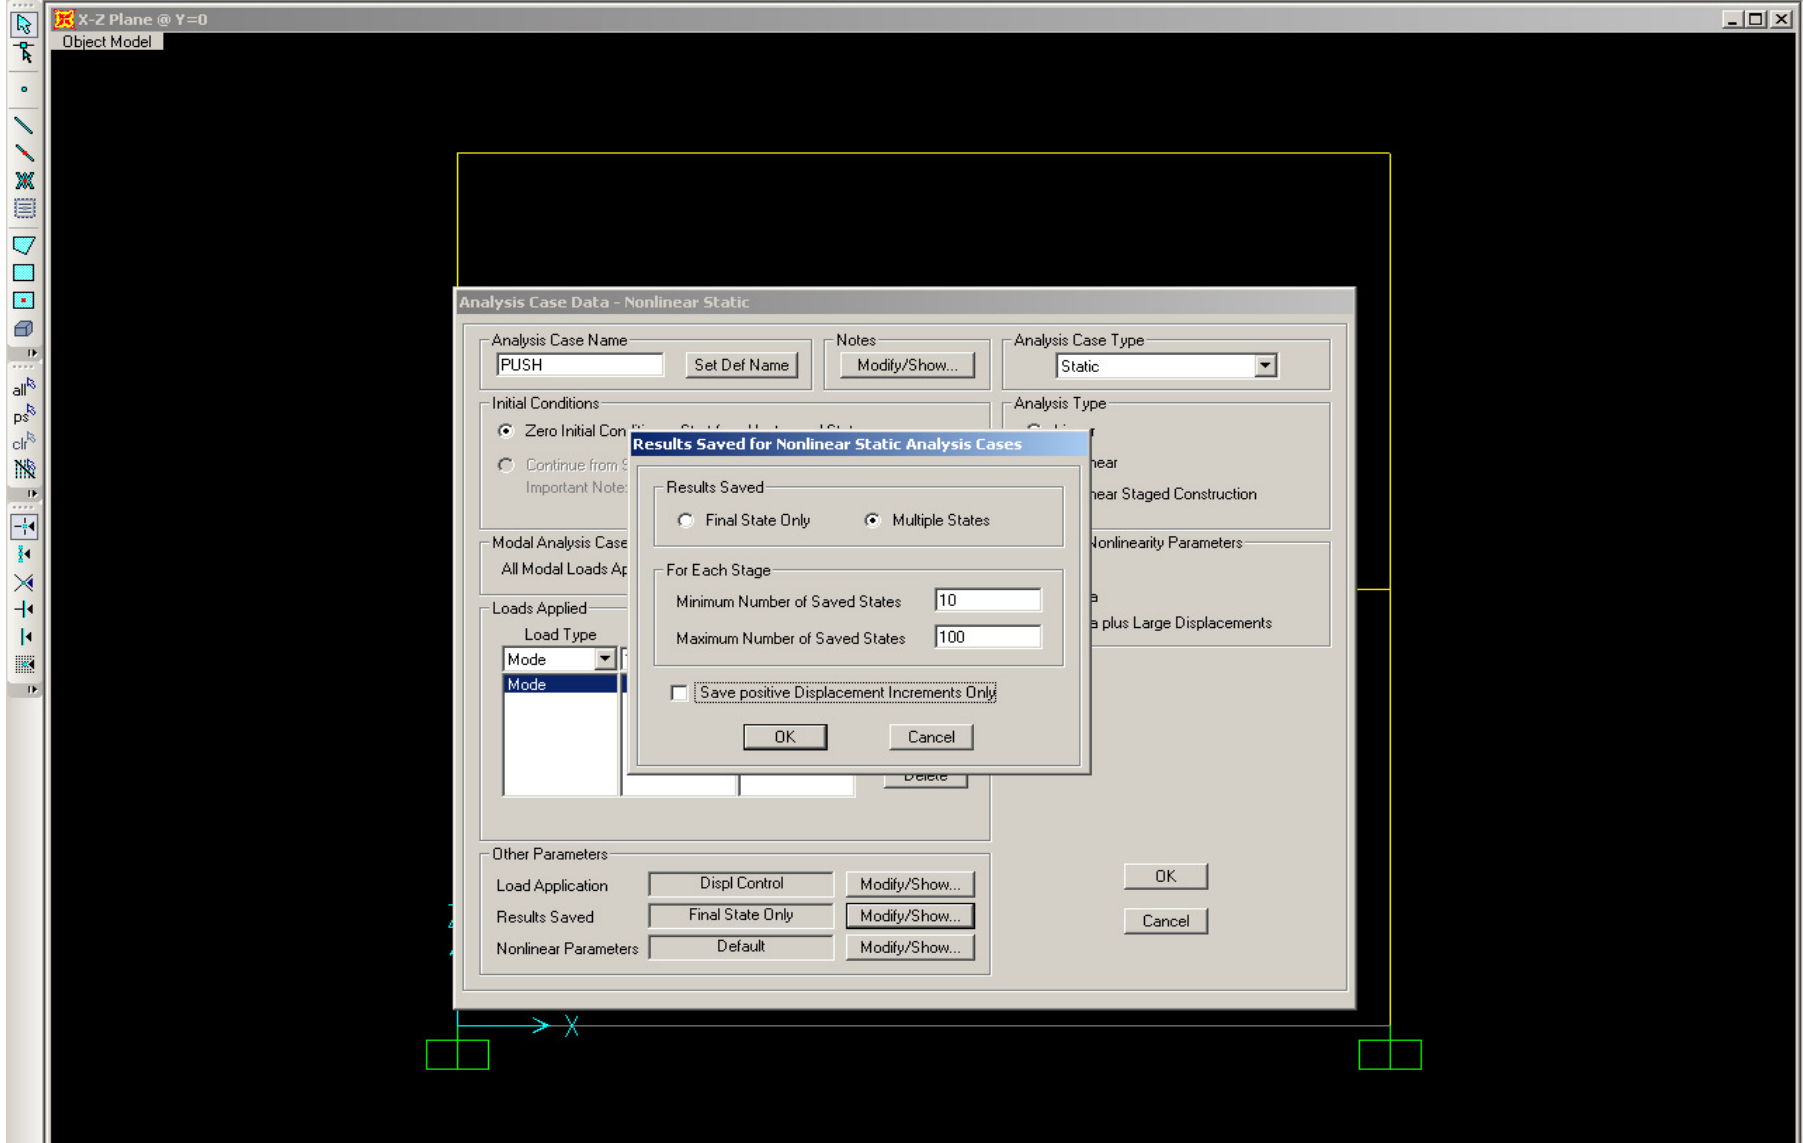 X-Z Plane @ Y=0
Object Model
all
ps
clr
Analysis Case Data - Nonlinear Static
Analysis Case Name
Notes
Analysis Case Type
PUSH
Set Def Name
Modify/Show...
Static
Initial Conditions
Analysis Type
Zero Initial
Results Saved for Nonlinear Static Analysis Cases
Continue from
Important Note:
Results Saved
near Staged Construction
Final State Only
Multiple States
Modal Analysis Case
Nonlinearity Parameters
All Modal Loads
For Each Stage
Minimum Number of Saved States
10
Loads Applied
a plus Large Displacements
Load Type
Maximum Number of Saved States
100
Mode
Mode
Save positive Displacement Increments Only
OK
Cancel
Delete
Other Parameters
Load Application
Displ Control
Modify/Show...
OK
Results Saved
Final State Only
Modify/Show...
Cancel
Nonlinear Parameters
Default
Modify/Show...
X